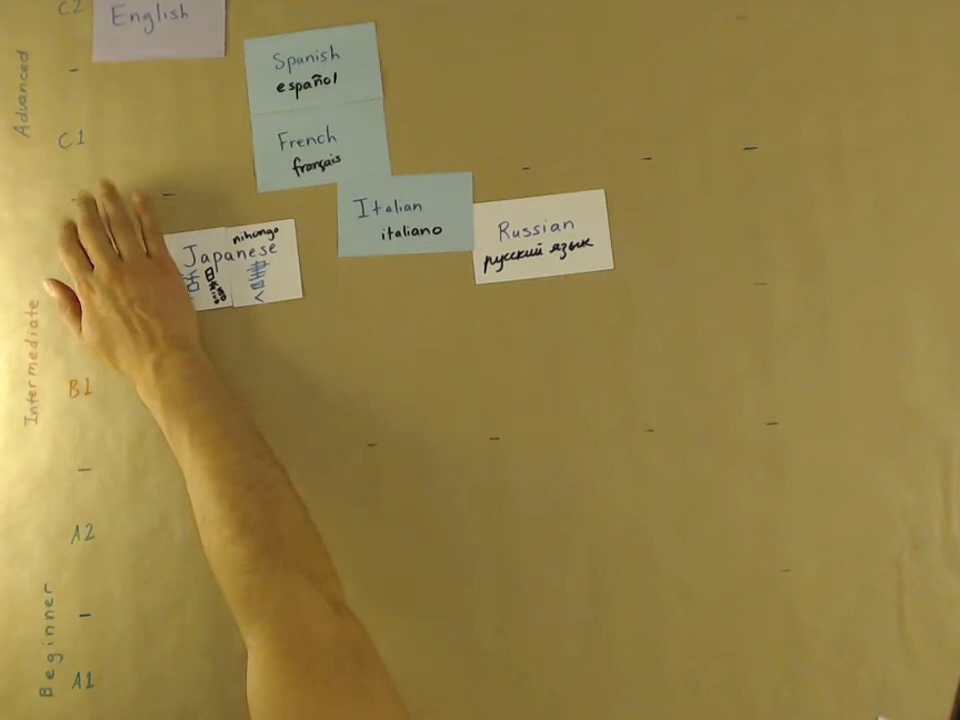 C2
English
Advanced
Spanish
español
C1
French
français
Italian
italiano
Russian
русский язык
nihongo
Japanese
Intermediate
B1
A2
Beginner
A1